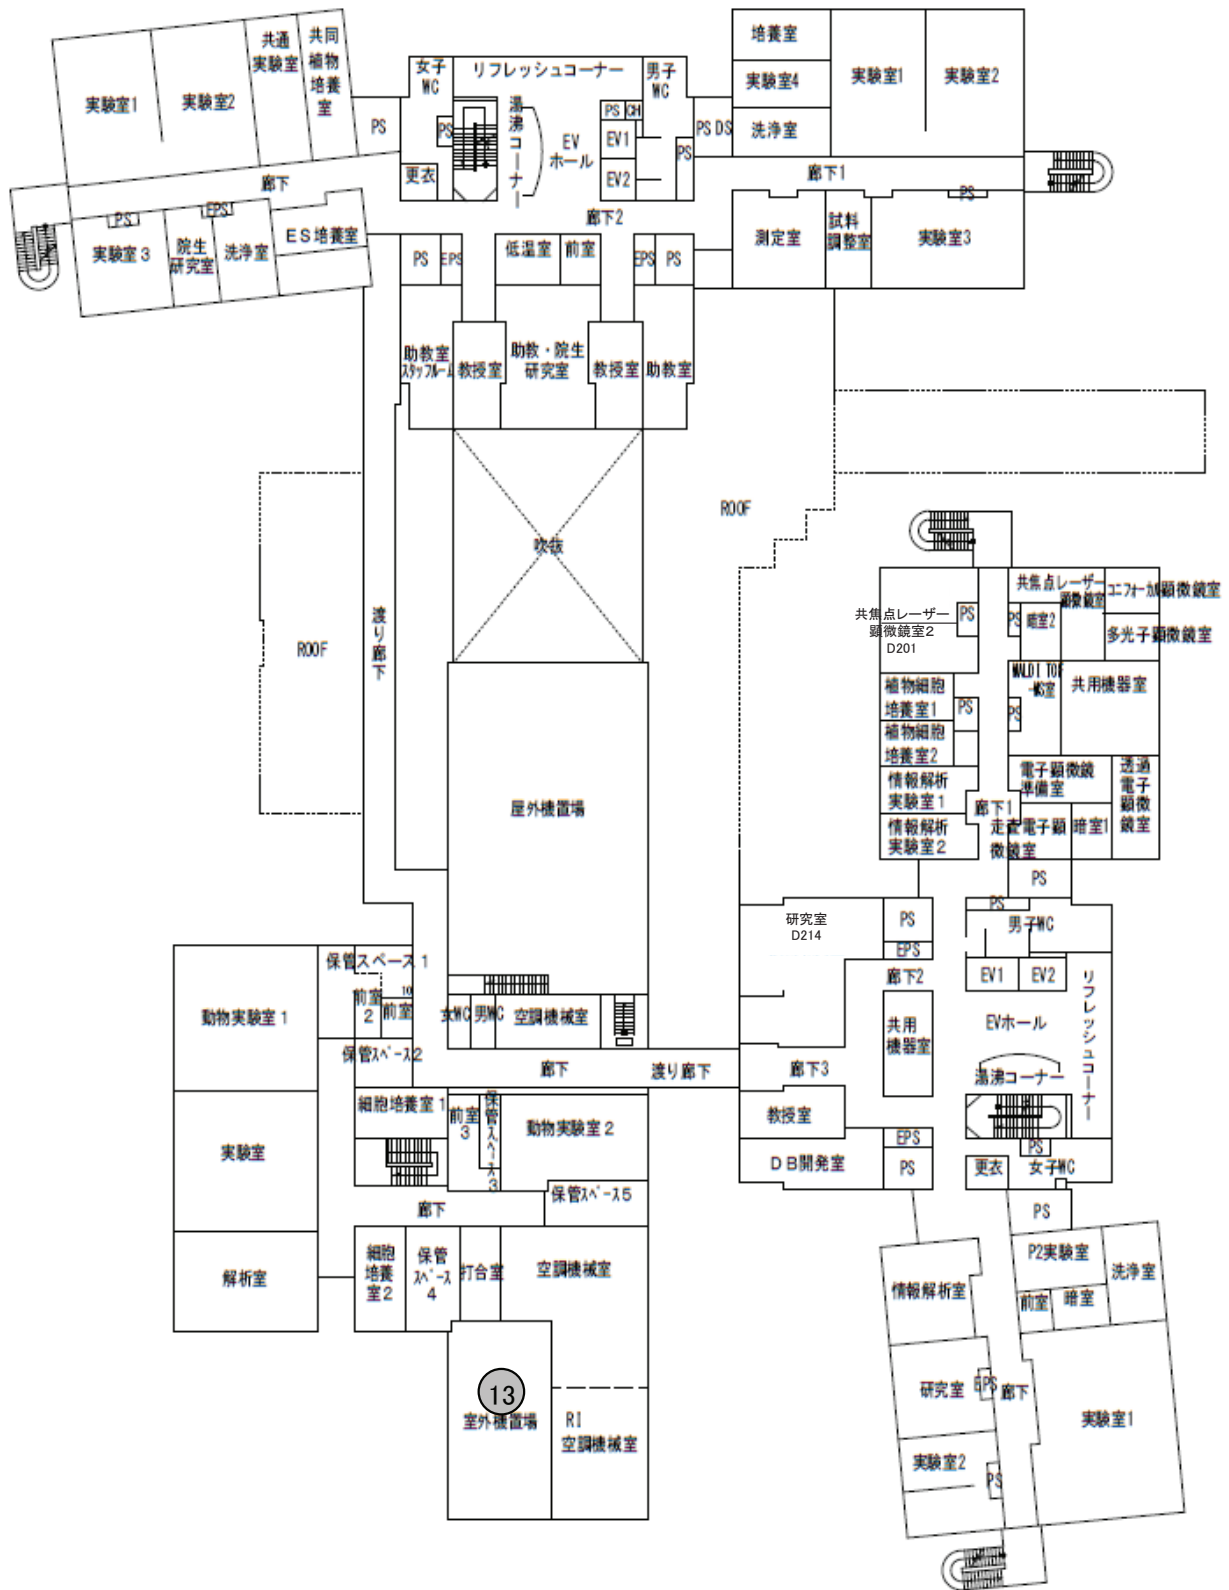 実験室1
実験室2
共通
実験室
共同
植物
培養
室
PS
女子
WC
リフレッシュコーナー
男子
WC
PS
湯沸コーナー
EV
ホール
PS
CH
EV1
EV2
PS
更衣
PS DS
培養室
実験室4
洗浄室
実験室1
実験室2
廊下
廊下1
廊下2
PS
EPS
実験室3
院生
研究室
洗浄室
ES培養室
PS
EPS
低温室
前室
EPS
PS
測定室
試料
調整室
PS
実験室3
助教室
スタッフルーム
教授室
助教・院生
研究室
教授室
助教室
吹抜
ROOF
ROOF
渡り廊下
屋外機置場
共焦点レーザー
顕微鏡室2
D201
PS
共焦点レーザー
顕微鏡室
コニフォーカル顕微鏡室
PS
暗室2
多光子顕微鏡室
植物細胞
培養室1
PS
MALDI TOF
-MS室
共用機器室
PS
植物細胞
培養室2
情報解析
実験室1
廊下1
電子顕微鏡
準備室
透過
電子
顕微
鏡室
情報解析
実験室2
走査電子顕
微鏡室
暗室1
PS
研究室
D214
PS
EPS
PS
男子WC
廊下2
EV1
EV2
リフレッシュコーナー
共用
機器室
EVホール
湯沸コーナー
廊下3
教授室
EPS
PS
DB開発室
PS
更衣
女子WC
PS
動物実験室1
保管スペース1
前室
2
10
前室
女WC
男WC
空調機械室
保管スペース2
廊下
渡り廊下
細胞培養室1
前室
3
保管スペース3
動物実験室2
実験室
保管スペース5
廊下
解析室
細胞
培養
室2
保管
スペース
4
打合室
空調機械室
13
室外機置場
RI
空調機械室
情報解析室
P2実験室
洗浄室
前室
暗室
研究室
EPS
廊下
実験室1
実験室2
PS